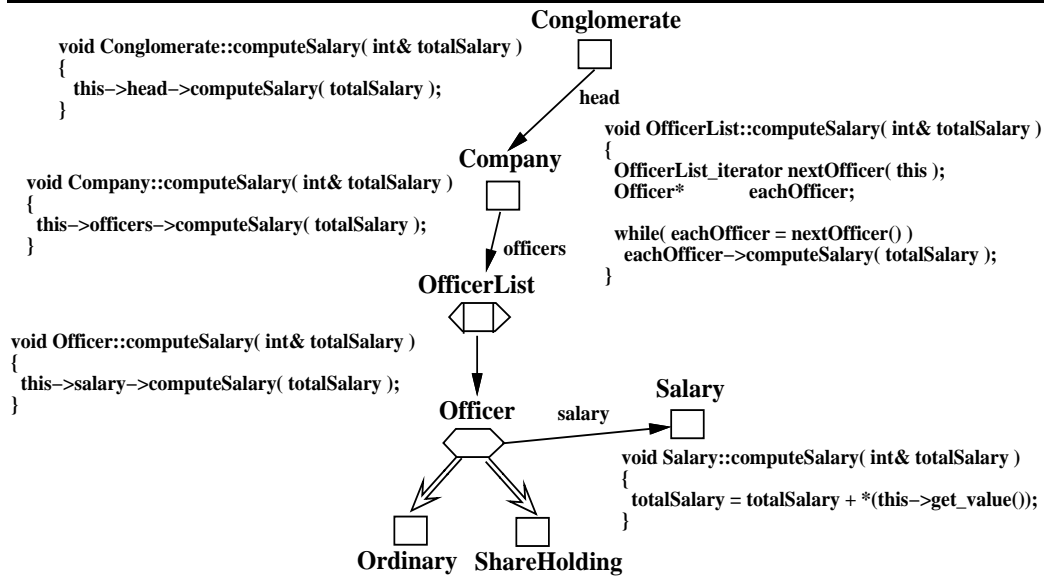 Conglomerate
void Conglomerate::computeSalary( int& totalSalary )
{
this−>head−>computeSalary( totalSalary );
}
head
void OfficerList::computeSalary( int& totalSalary )
{
OfficerList_iterator nextOfficer( this );
Officer* eachOfficer;
while( eachOfficer = nextOfficer() )
eachOfficer−>computeSalary( totalSalary );
}
Company
void Company::computeSalary( int& totalSalary )
{
this−>officers−>computeSalary( totalSalary );
}
officers
OfficerList
void Officer::computeSalary( int& totalSalary )
{
this−>salary−>computeSalary( totalSalary );
}
Officer
salary
Salary
void Salary::computeSalary( int& totalSalary )
{
totalSalary = totalSalary + *(this−>get_value());
}
Ordinary
ShareHolding